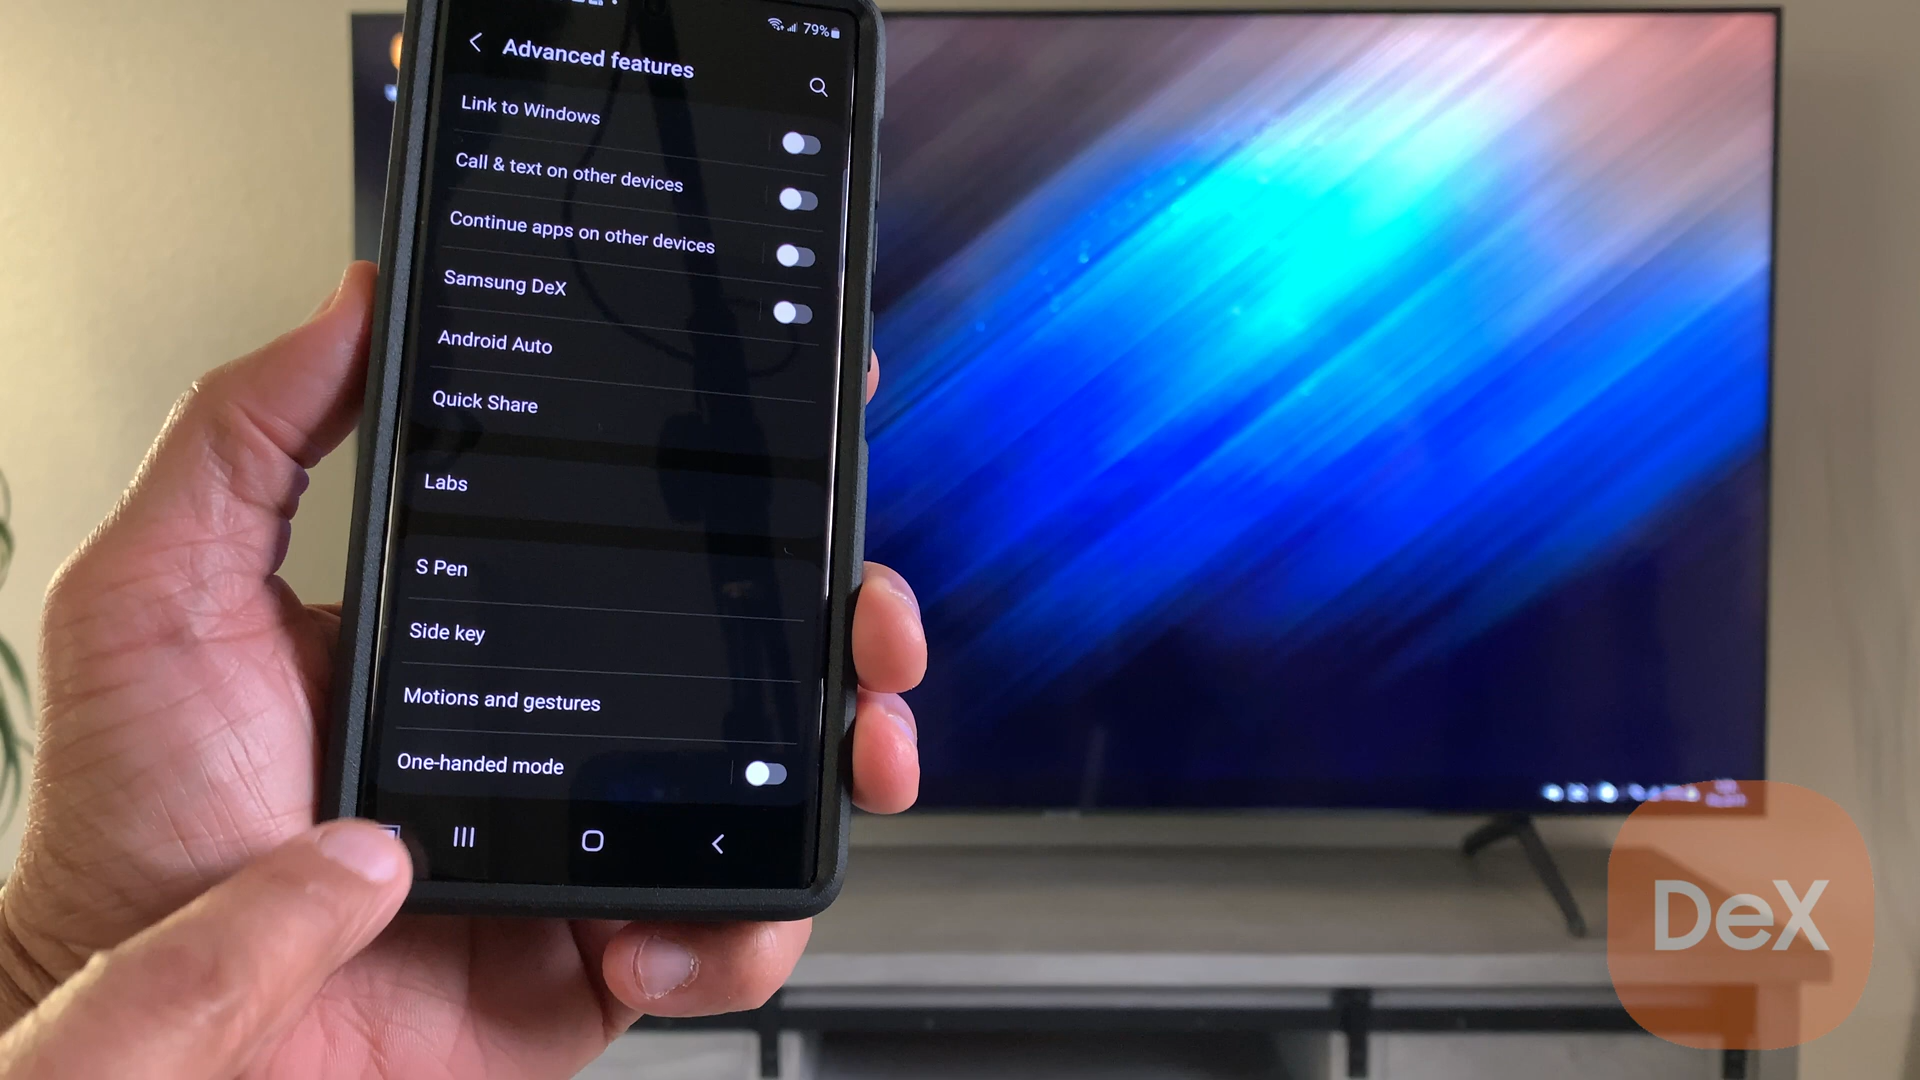 79%
Advanced features
Link to Windows
Call & text on other devices
Continue apps on other devices
Samsung DeX
Android Auto
Quick Share
Labs
S Pen
Side key
Motions and gestures
One-handed mode
DeX